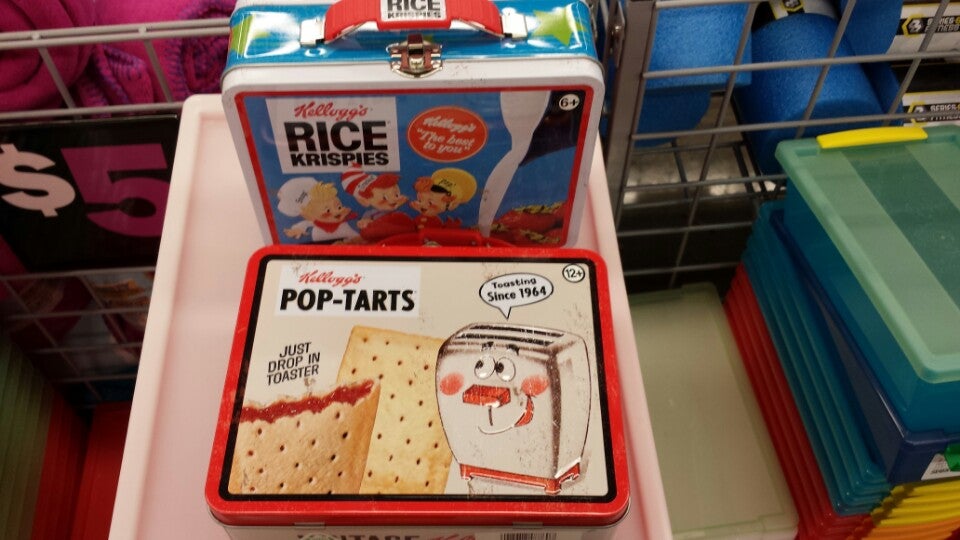 RICE
KRISPIES
Kellogg's
RICE
KRISPIES
Kellogg's
"The best
to you"
6+
$5
Kellogg's
POP-TARTS
Toasting
Since 1964
12+
JUST
DROP IN
TOASTER